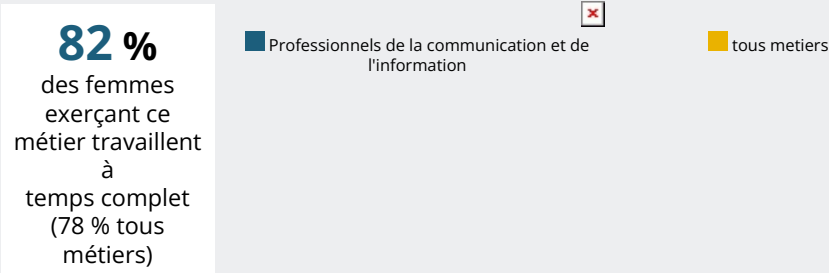 82 %
des femmes
exerçant ce
métier travaillent
à
temps complet
(78 % tous
métiers)
Professionnels de la communication et de
l'information
tous metiers